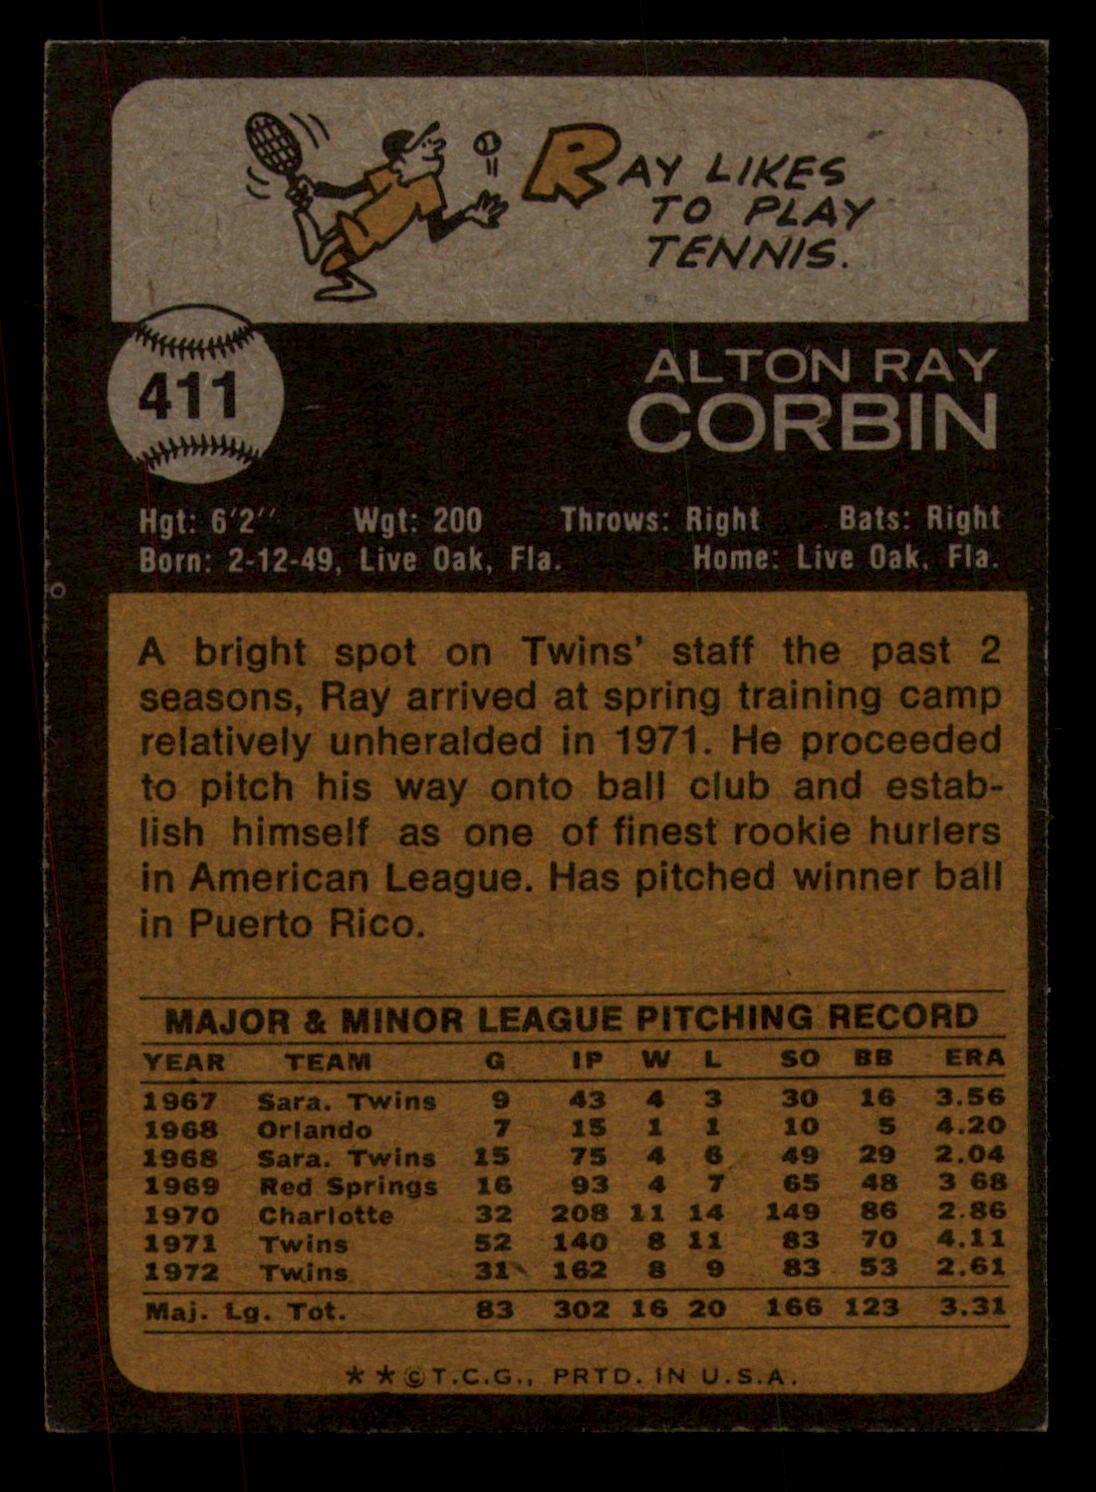 RAY LIKES
TO PLAY
TENNIS.
411
ALTON RAY
CORBIN
Hgt: 6'2" Wgt: 200 Throws: Right Bats: Right
Born: 2-12-49, Live Oak, Fla. Home: Live Oak, Fla.
A bright spot on Twins' staff the past 2
seasons, Ray arrived at spring training camp
relatively unheralded in 1971. He proceeded
to pitch his way onto ball club and estab-
lish himself as one of finest rookie hurlers
in American League. Has pitched winner ball
in Puerto Rico.
MAJOR & MINOR LEAGUE PITCHING RECORD
YEAR TEAM G IP W L SO BB ERA
1967 Sara. Twins 9 43 4 3 30 16 3.56
1968 Orlando 7 15 1 1 10 5 4.20
1968 Sara. Twins 15 75 4 6 49 29 2.04
1969 Red Springs 16 93 4 7 65 48 3 68
1970 Charlotte 32 208 11 14 149 86 2.86
1971 Twins 52 140 8 11 83 70 4.11
1972 Twins 31 162 8 9 83 53 2.61
Maj. Lg. Tot. 83 302 16 20 166 123 3.31
**©T.C.G., PRTD. IN U.S.A.